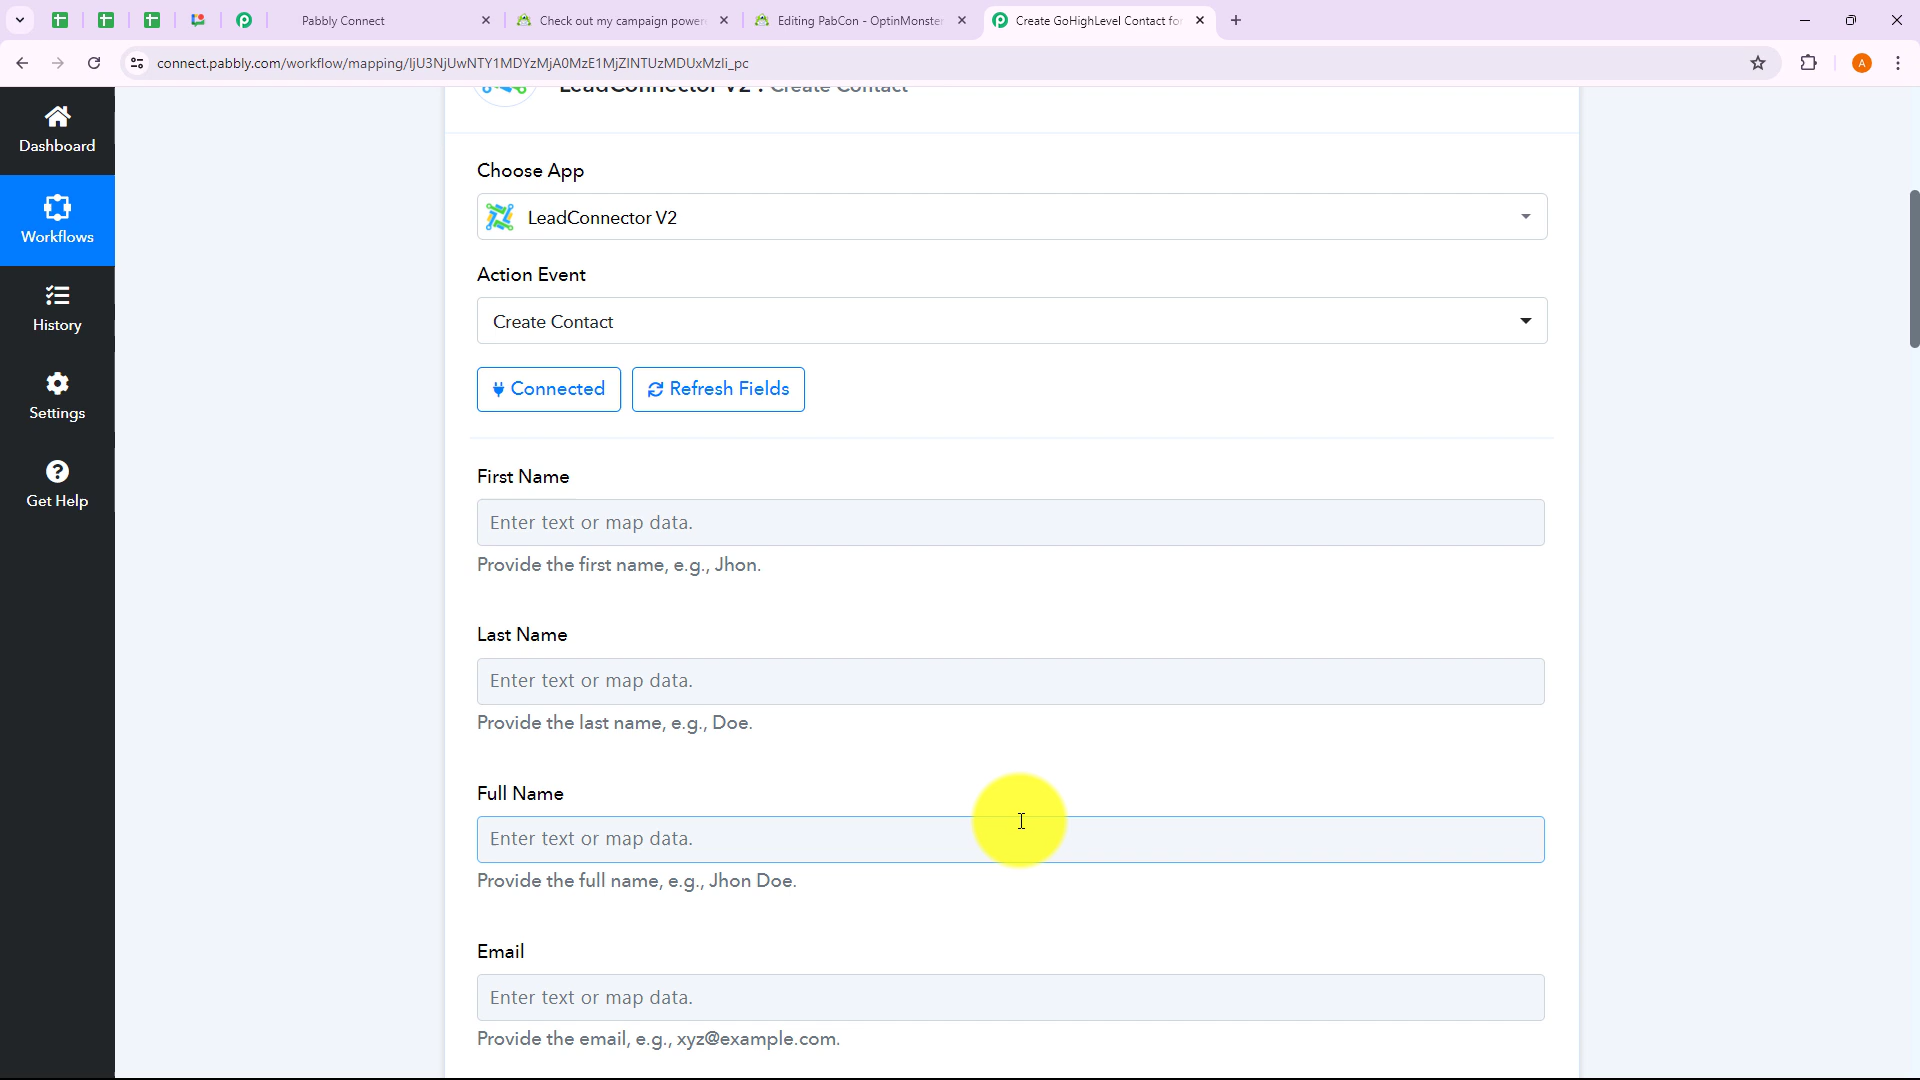 Pabbly Connect
Check out my campaign power
Editing PabCon - OptinMonster
Create GoHighLevel Contact fo
connect.pabbly.com/workflow/mapping/IjU3NjUwNTY1MDYzMjA0MzE1MjZINTUzMDUxMzIi_pc
A
LeadConnector V2 : Create Contact
Dashboard
Workflows
History
Settings
Get Help
Choose App
LeadConnector V2
Action Event
Create Contact
Connected
Refresh Fields
First Name
Enter text or map data.
Provide the first name, e.g., Jhon.
Last Name
Enter text or map data.
Provide the last name, e.g., Doe.
Full Name
Enter text or map data.
Provide the full name, e.g., Jhon Doe.
Email
Enter text or map data.
Provide the email, e.g., xyz@example.com.